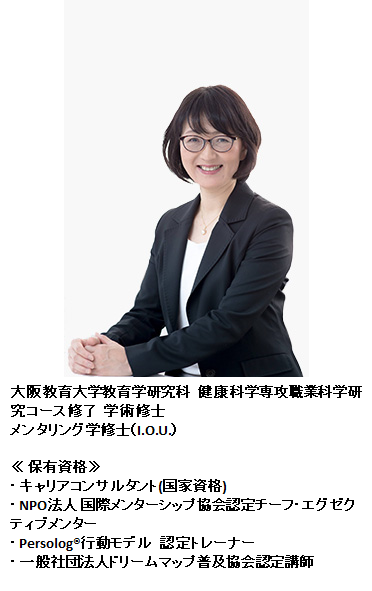 大阪教育大学教育学研究科 健康科学専攻職業科学研
究コース修了 学術修士
メンタリング学修士(I.O.U.)
≪ 保有資格≫
・ キャリアコンサルタント(国家資格)
・ NPO法人 国際メンターシップ協会認定チーフ・エグゼク
ティブメンター
・ Persolog®行動モデル 認定トレーナー
・ 一般社団法人ドリームマップ普及協会認定講師